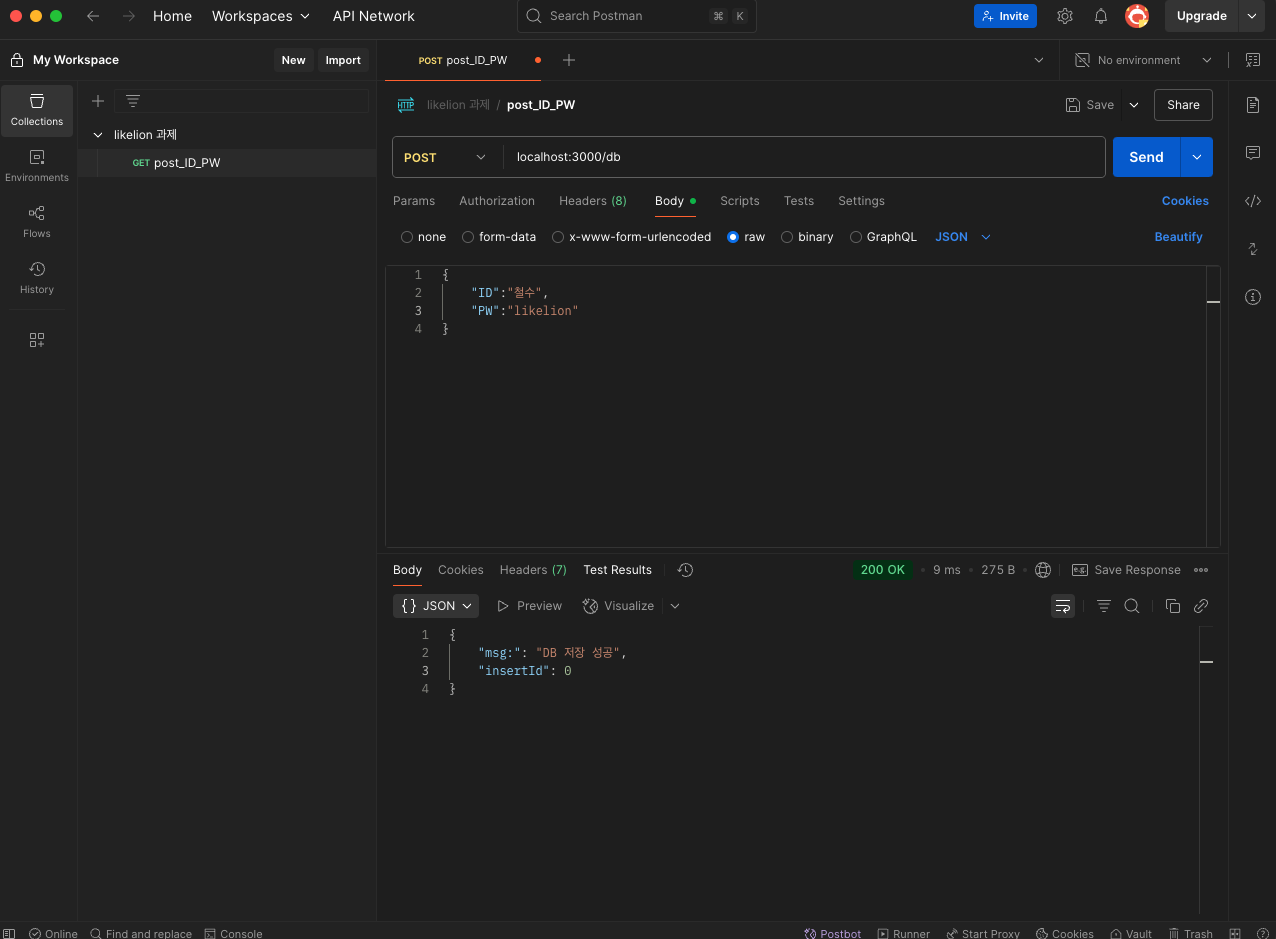 Home Workspaces API Network Search Postman ⌘ K Invite Upgrade
My Workspace New Import POST post_ID_PW No environment
Collections
Environments
Flows
History
likelion 과제
GET post_ID_PW
HTTP likelion 과제 / post_ID_PW Save Share
POST localhost:3000/db Send
Params Authorization Headers (8) Body Scripts Tests Settings Cookies
none form-data x-www-form-urlencoded raw binary GraphQL JSON Beautify
1 {
2 "ID":"철수",
3 "PW":"likelion"
4 }
Body Cookies Headers (7) Test Results 200 OK • 9 ms • 275 B • e.g. Save Response
{} JSON Preview Visualize
1 {
2 "msg:": "DB 저장 성공",
3 "insertId": 0
4 }
Online Find and replace Console Postbot Runner Start Proxy Cookies Vault Trash